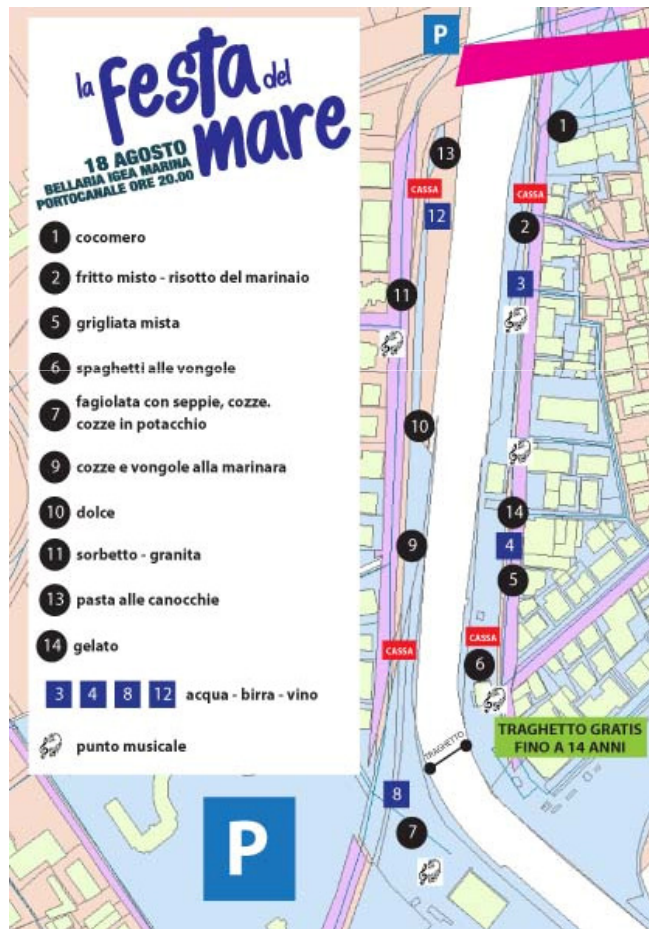 la festa del
mare
18 AGOSTO
BELLARIA IGEA MARINA
PORTOCANALE ORE 20.00
1 cocomero
2 fritto misto - risotto del marinaio
5 grigliata mista
6 spaghetti alle vongole
7 fagiolata con seppie, cozze.
cozze in potacchio
9 cozze e vongole alla marinara
10 dolce
11 sorbetto - granita
13 pasta alle canocchie
14 gelato
3 4 8 12 acqua - birra - vino
punto musicale
P
P
1
13
CASSA
CASSA
12
2
3
11
10
14
9
4
5
CASSA
CASSA
6
TRAGHETTO GRATIS
FINO A 14 ANNI
TRAGHETTO
8
7
P